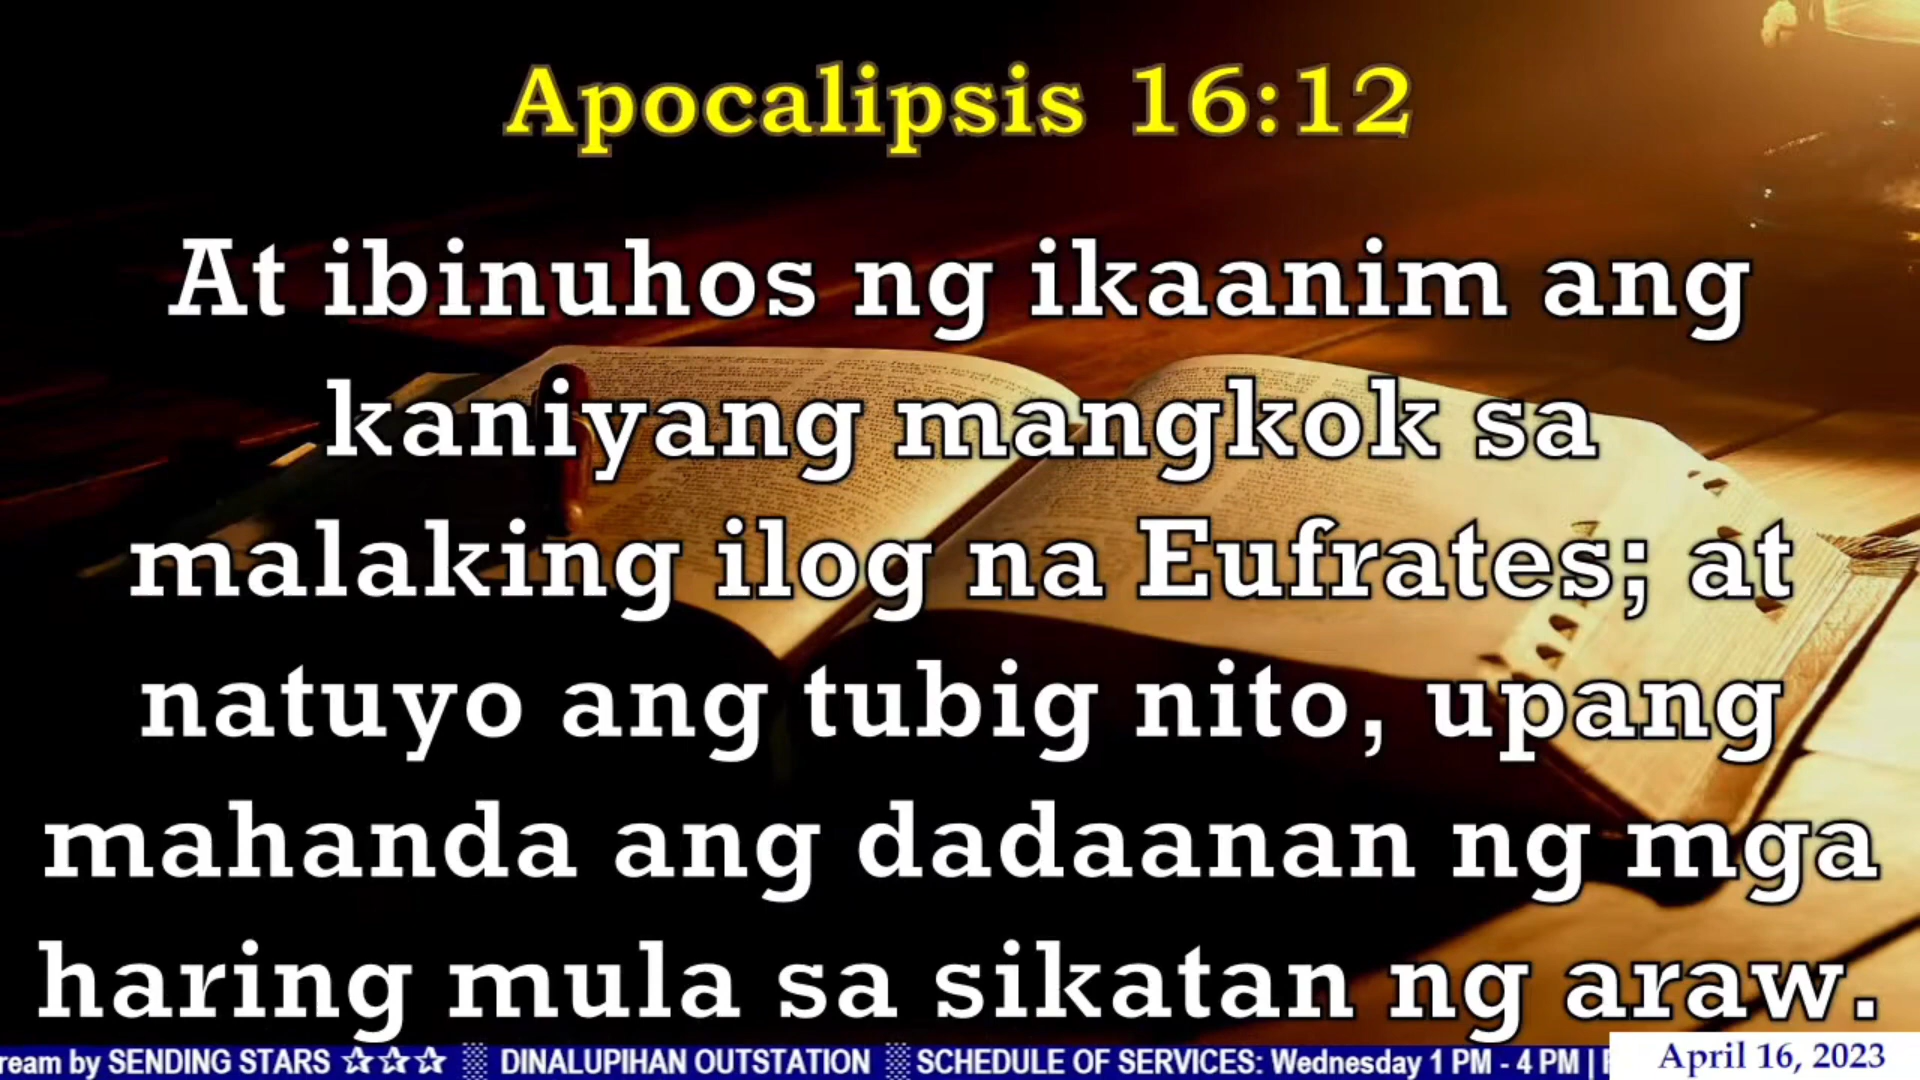 Apocalipsis 16:12
At ibinuhos ng ikaanim ang
kaniyang mangkok sa
malaking ilog na Eufrates; at
natuyo ang tubig nito, upang
mahanda ang dadaanan ng mga
haring mula sa sikatan ng araw.
by SENDING STARS ☆☆☆ ░ DINALUPIHAN OUTSTATION ░ SCHEDULE OF SERVICES: Wednesday 1 PM - 4 PM |
April 16, 2023